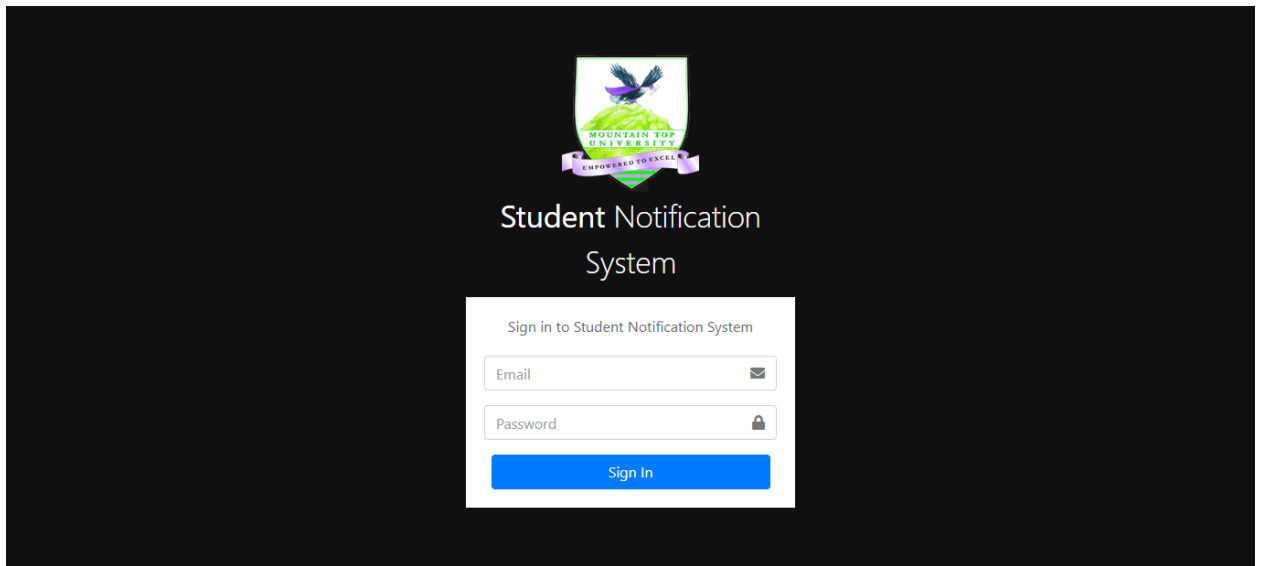 MOUNTAIN TOP
UNIVERSITY
EMPOWERED TO EXCEL
Student Notification
System
Sign in to Student Notification System
Email
Password
Sign In